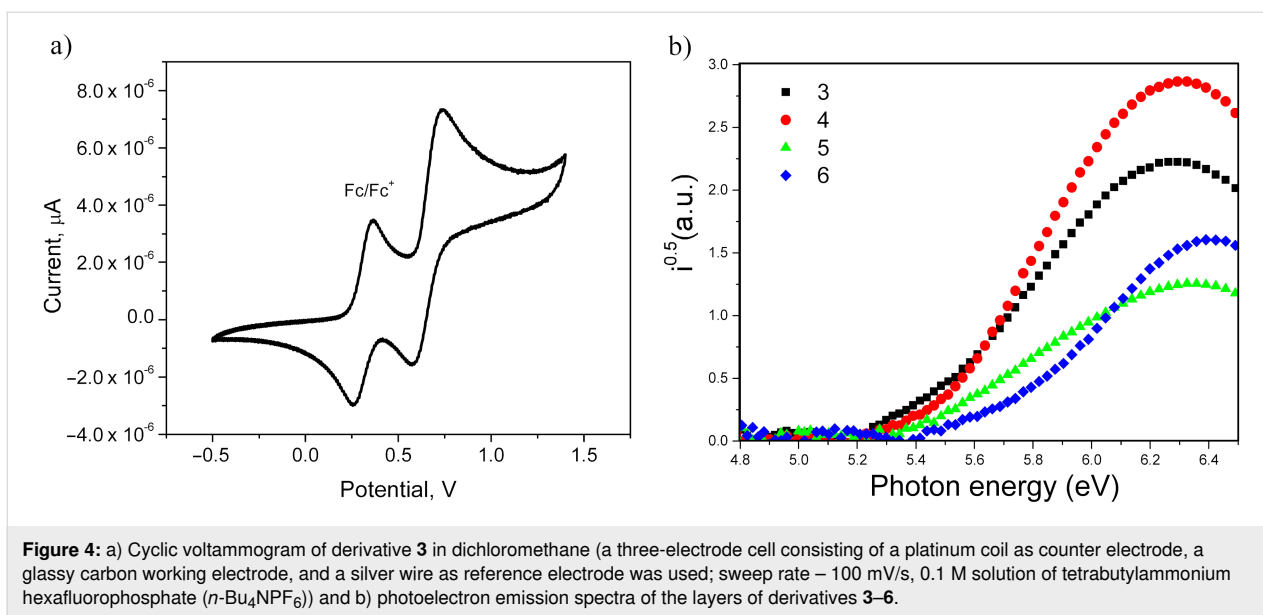 a)
8.0 x 10⁻⁶
6.0 x 10⁻⁶
4.0 x 10⁻⁶
2.0 x 10⁻⁶
0.0
−2.0 x 10⁻⁶
−4.0 x 10⁻⁶
Current, µA
Fc/Fc⁺
−0.5 0.0 0.5 1.0 1.5
Potential, V
b)
3.0
2.5
2.0
1.5
1.0
0.5
0.0
i^0.5 (a.u.)
3
4
5
6
4.8 5.0 5.2 5.4 5.6 5.8 6.0 6.2 6.4
Photon energy (eV)
Figure 4: a) Cyclic voltammogram of derivative 3 in dichloromethane (a three-electrode cell consisting of a platinum coil as counter electrode, a
glassy carbon working electrode, and a silver wire as reference electrode was used; sweep rate – 100 mV/s, 0.1 M solution of tetrabutylammonium
hexafluorophosphate (n-Bu₄NPF₆)) and b) photoelectron emission spectra of the layers of derivatives 3–6.